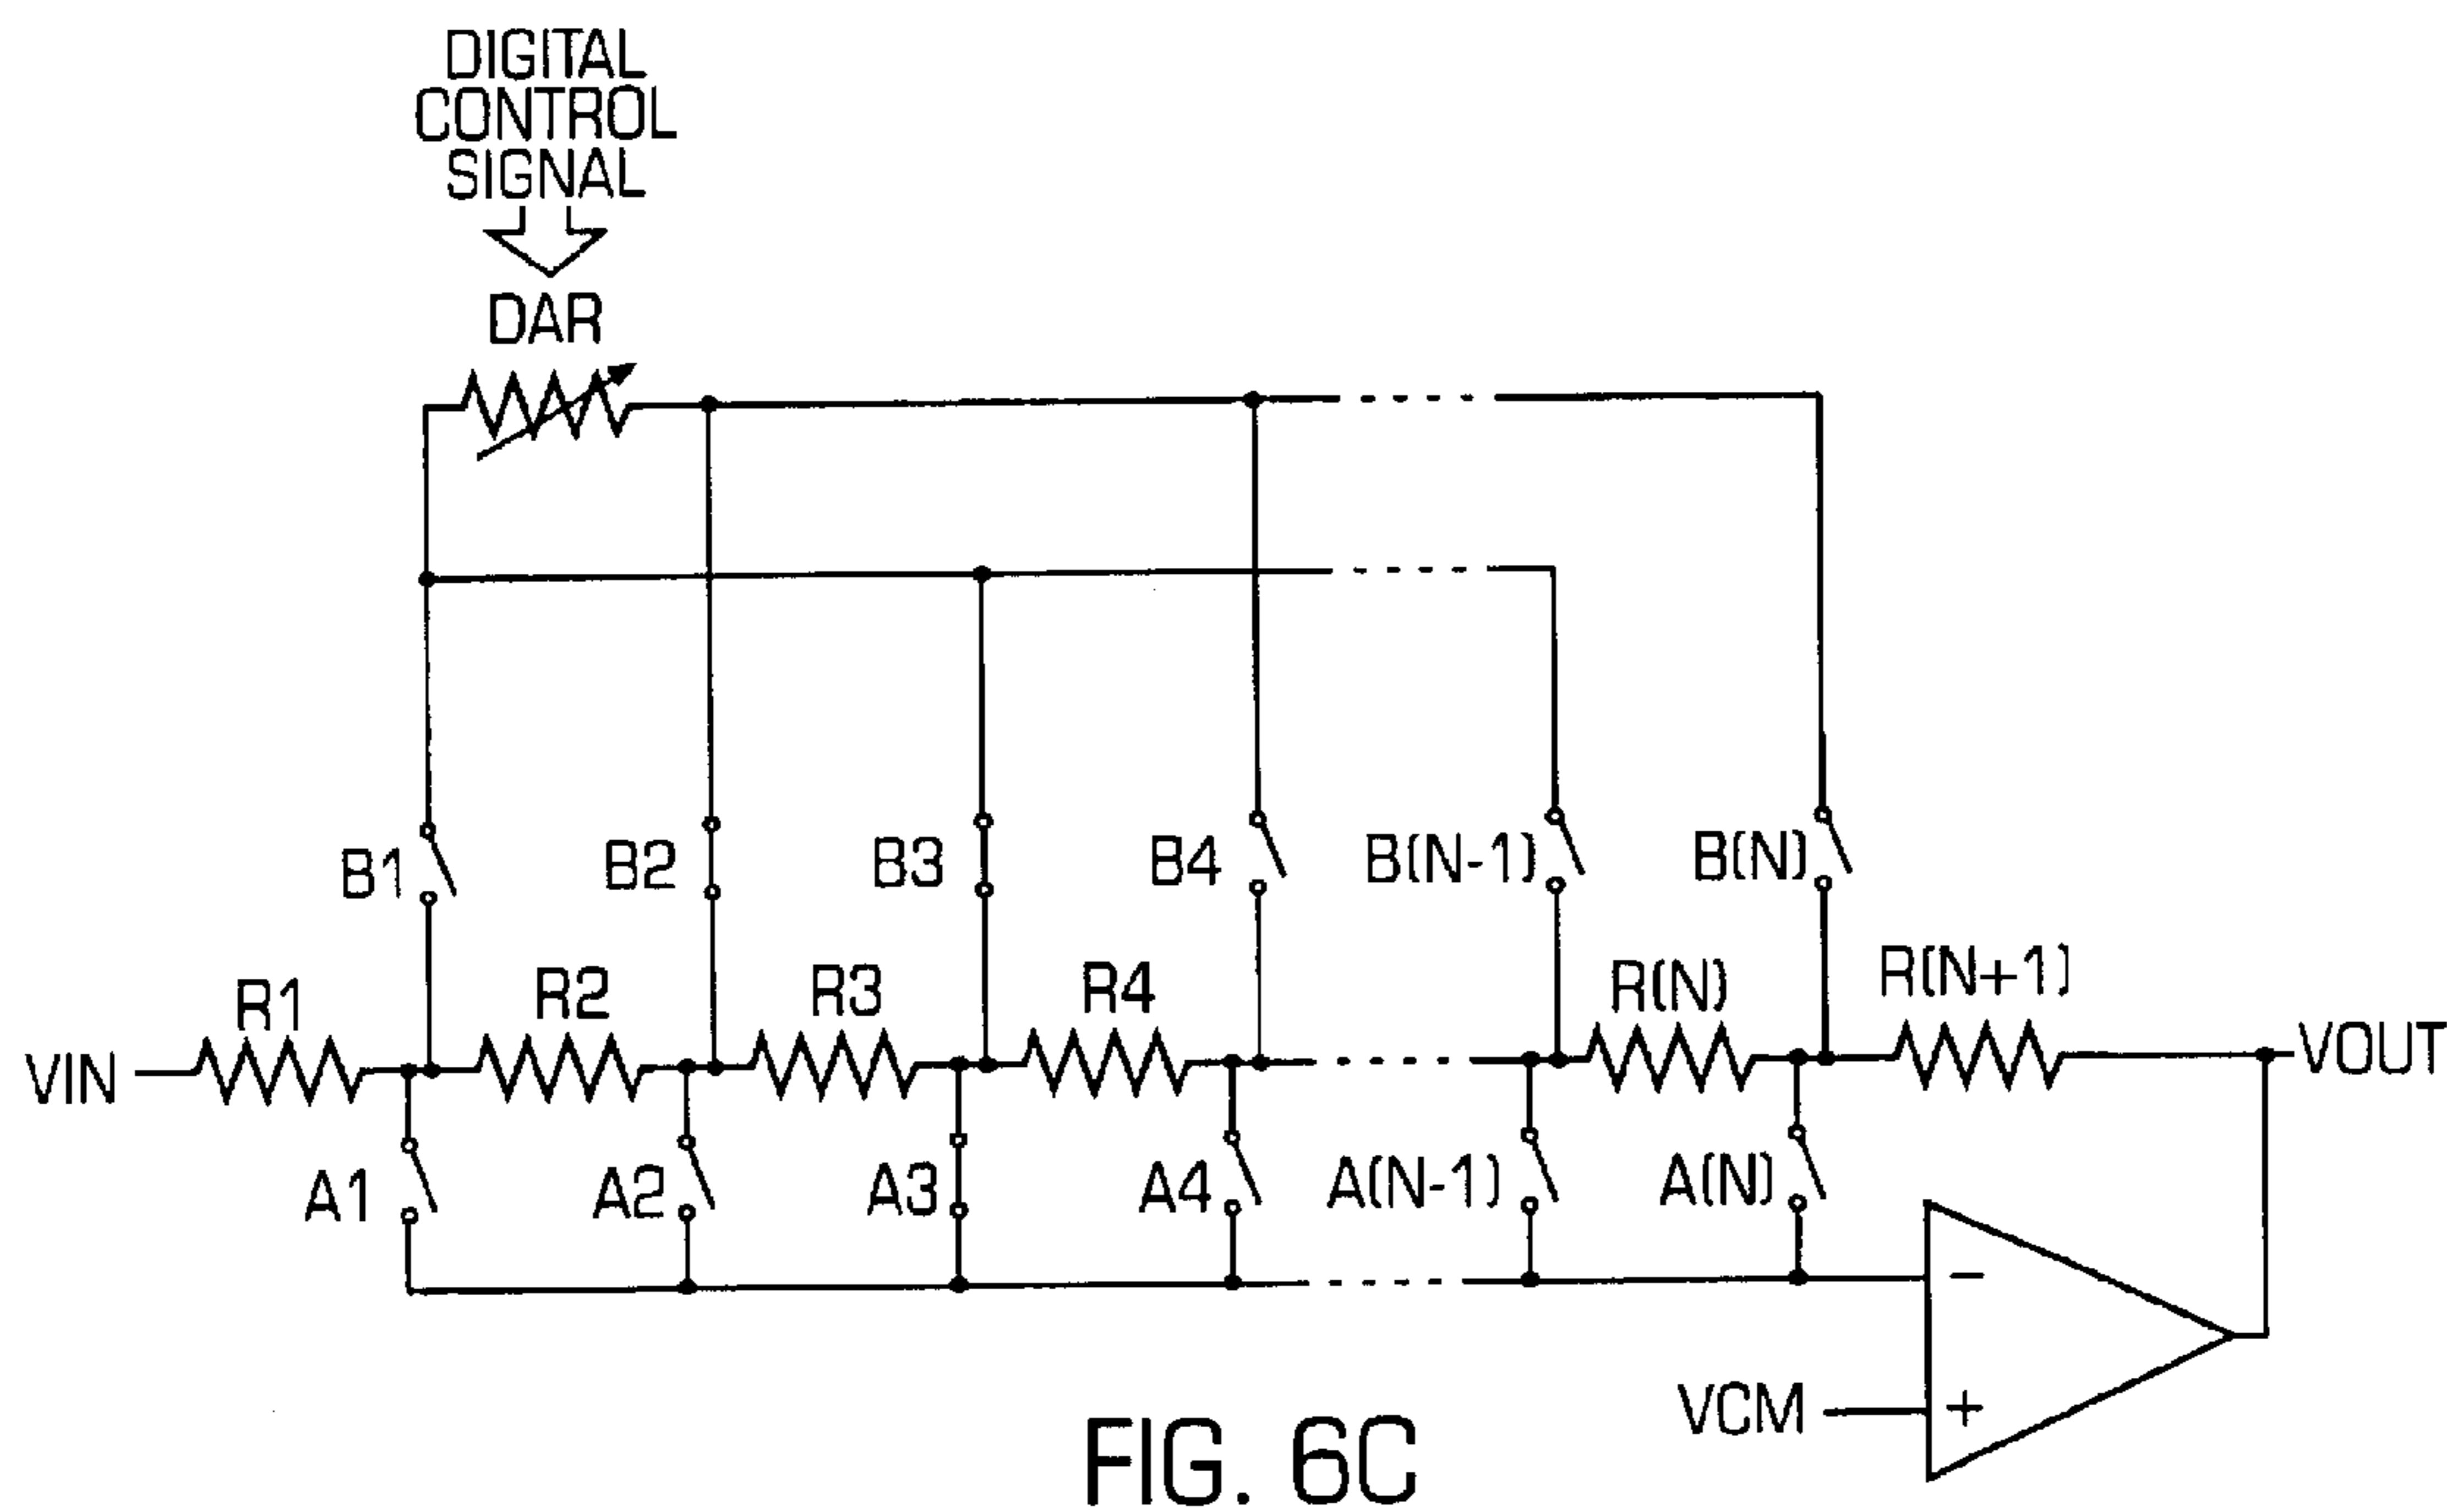 DIGITAL
CONTROL
SIGNAL
DAR
B1
B2
B3
B4
B(N-1)
B(N)
R1
R2
R3
R4
R(N)
R(N+1)
VIN
VOUT
A1
A2
A3
A4
A(N-1)
A(N)
−
VCM
+
FIG. 6C